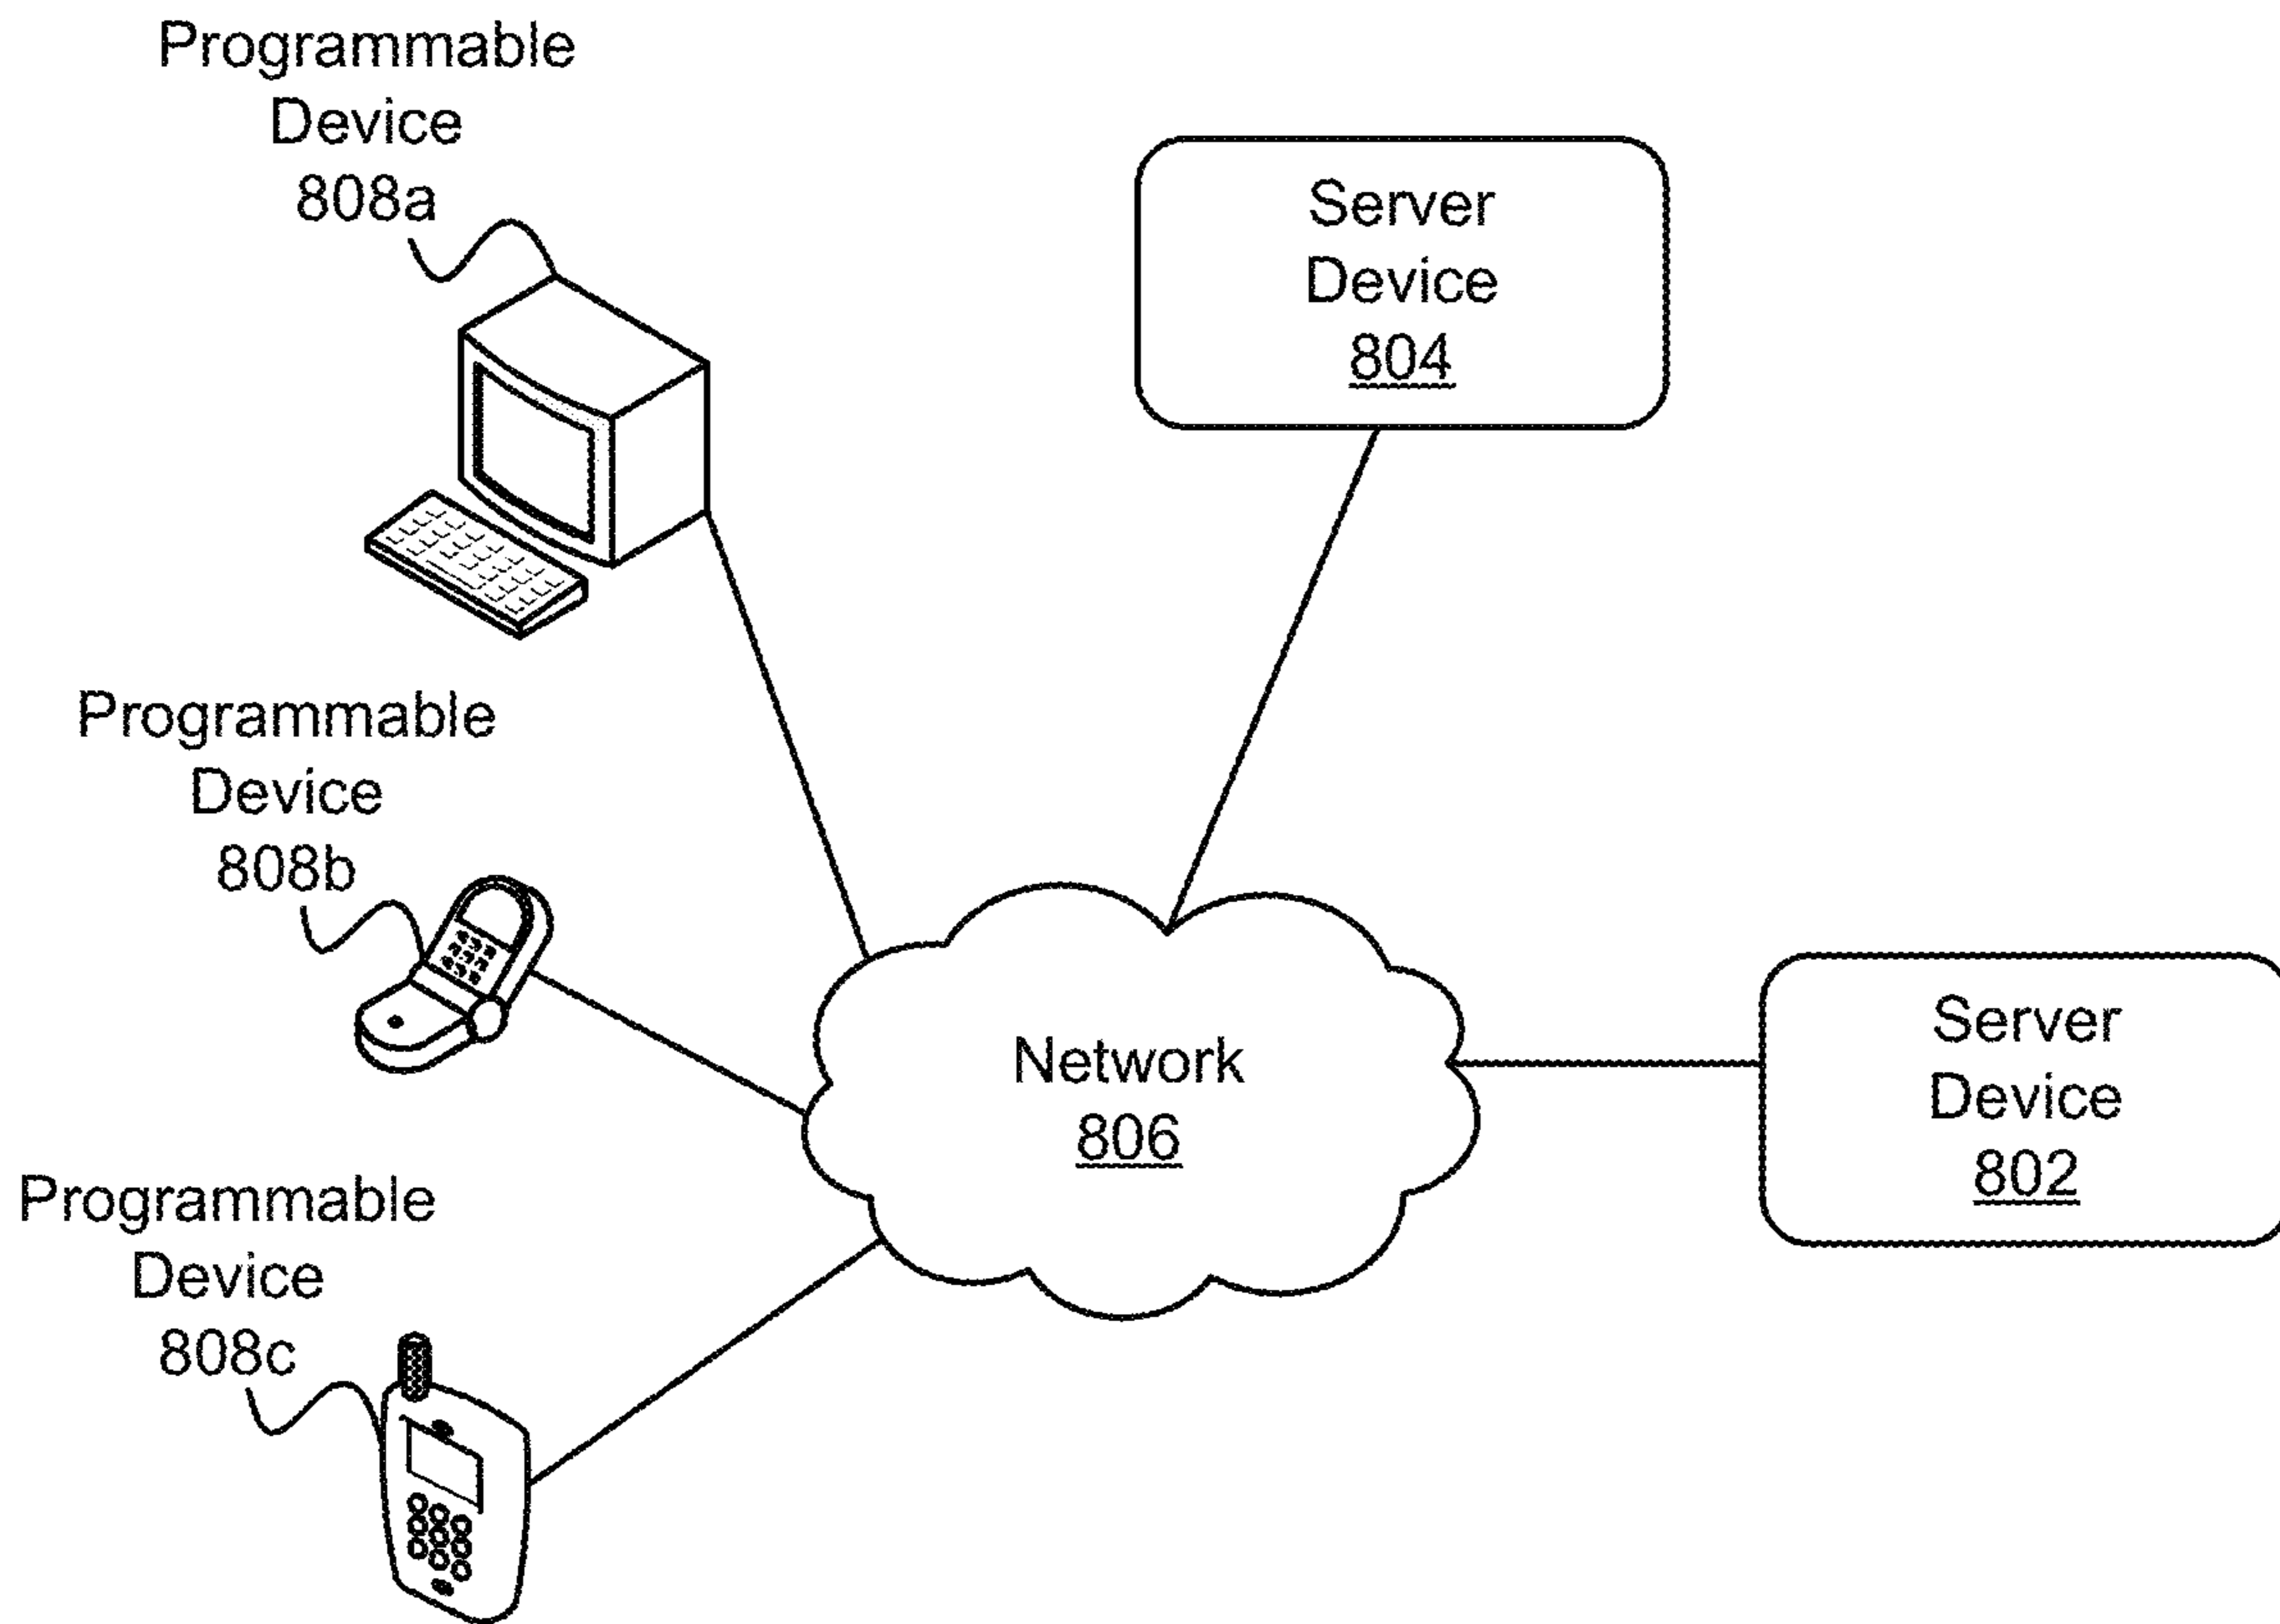 Programmable
Device
808a
Server
Device
804
Programmable
Device
808b
Network
806
Server
Device
802
Programmable
Device
808c